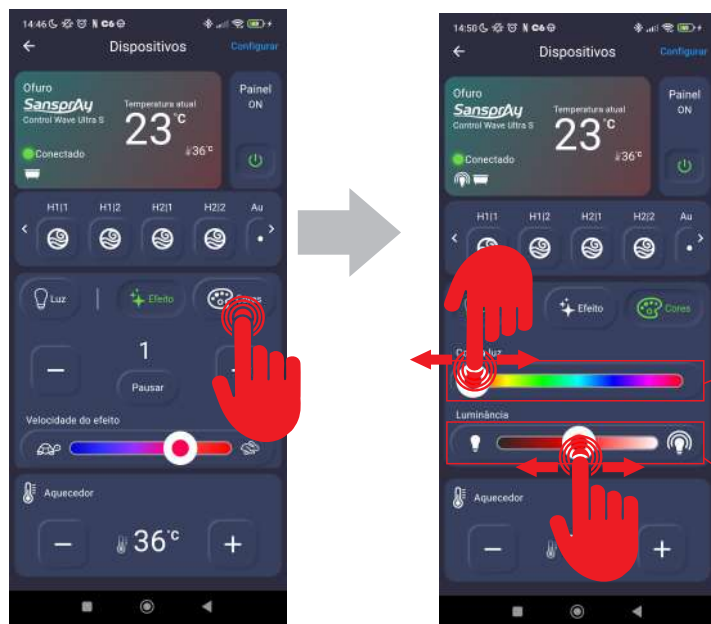 14:46
Dispositivos
Configurar
Ofuro
SansprAy
Control Wave Ultra S
Conectado
Temperatura atual
23°C
36°C
Painel
ON
H1|1 H1|2 H2|1 H2|2 Au
Luz | Efeito Cores
1
Pausar
Velocidade do efeito
Aquecedor
36°C
14:50
Dispositivos
Configurar
Ofuro
SansprAy
Control Wave Ultra S
Conectado
Temperatura atual
23°C
36°C
Painel
ON
H1|1 H1|2 H2|1 H2|2 Au
Efeito Cores
Luminância
Aquecedor